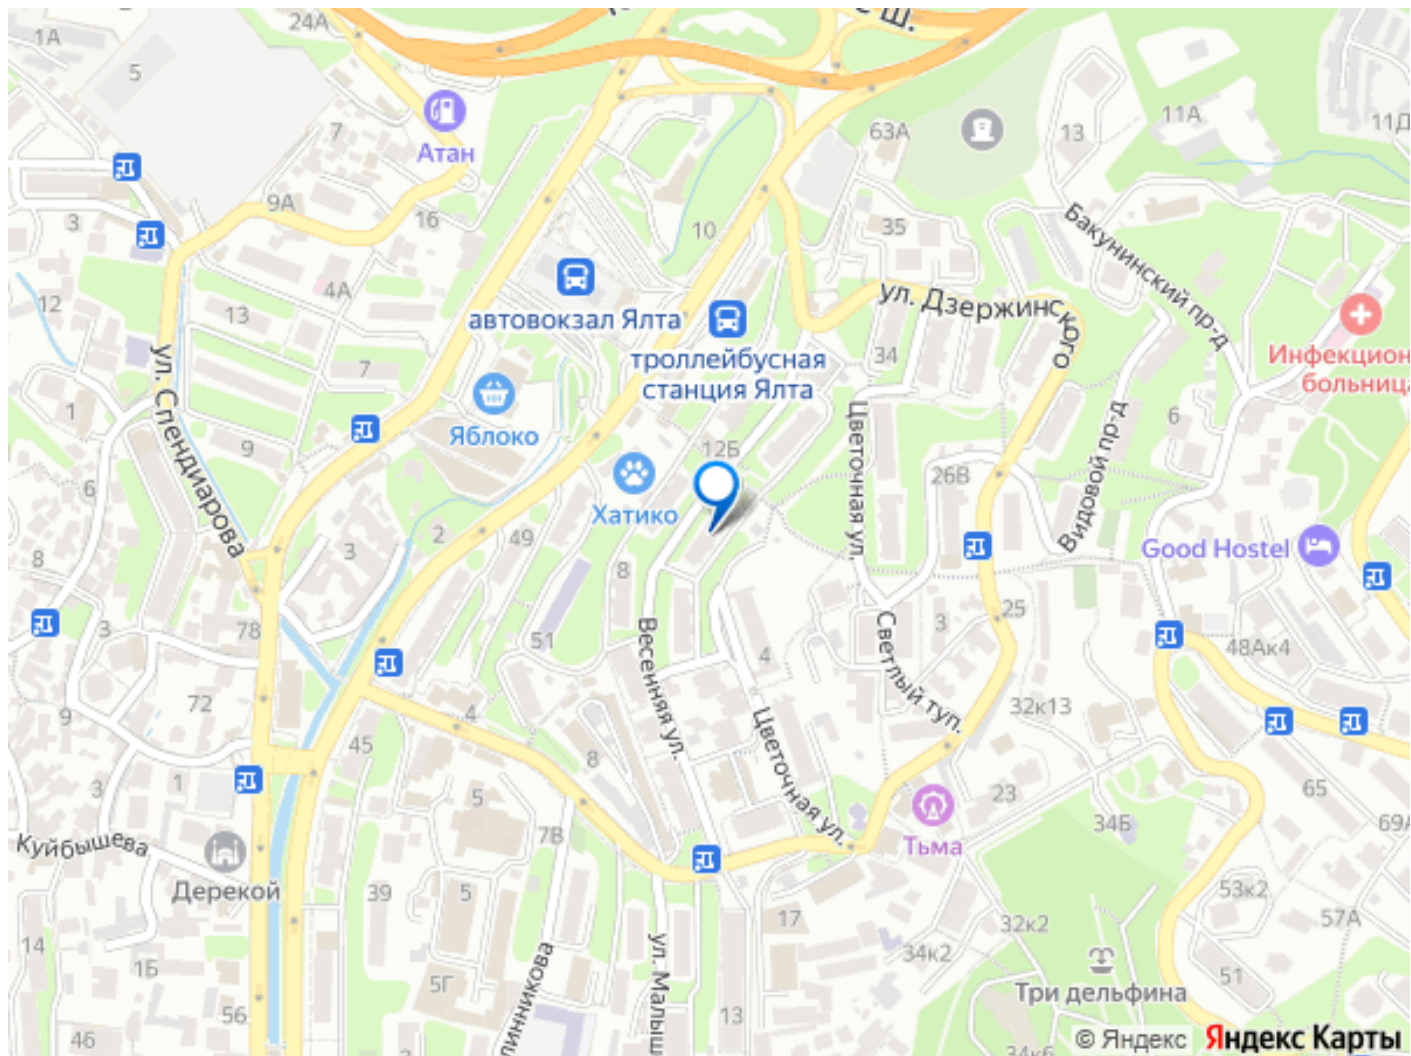 24А
1А
5
63А
13
11А
11Д
Атан
7
9А
16
3
10
35
Бакунинский пр-д
ул. Дзержинского
12
4А
13
автовокзал Ялта
троллейбусная
станция Ялта
34
Инфекцион
больница
ул. Спендиарова
7
1
Яблоко
9
12Б
Цветочная ул.
6
Видовой пр-д
26В
6
Хатико
2
49
3
8
8
Good Hostel
3
78
51
Весенняя ул.
4
Светлый туп.
3
25
48Ак4
9
72
4
32к13
45
8
Цветочная ул.
1
3
5
7В
23
65
34Б
69А
Тьма
Куйбышева
Дерекой
39
5
53к2
57А
17
32к2
14
1Б
34к2
5Г
линникова
ул. Малыш
Три дельфина
51
56
13
46
34к6
© Яндекс Яндекс Карты